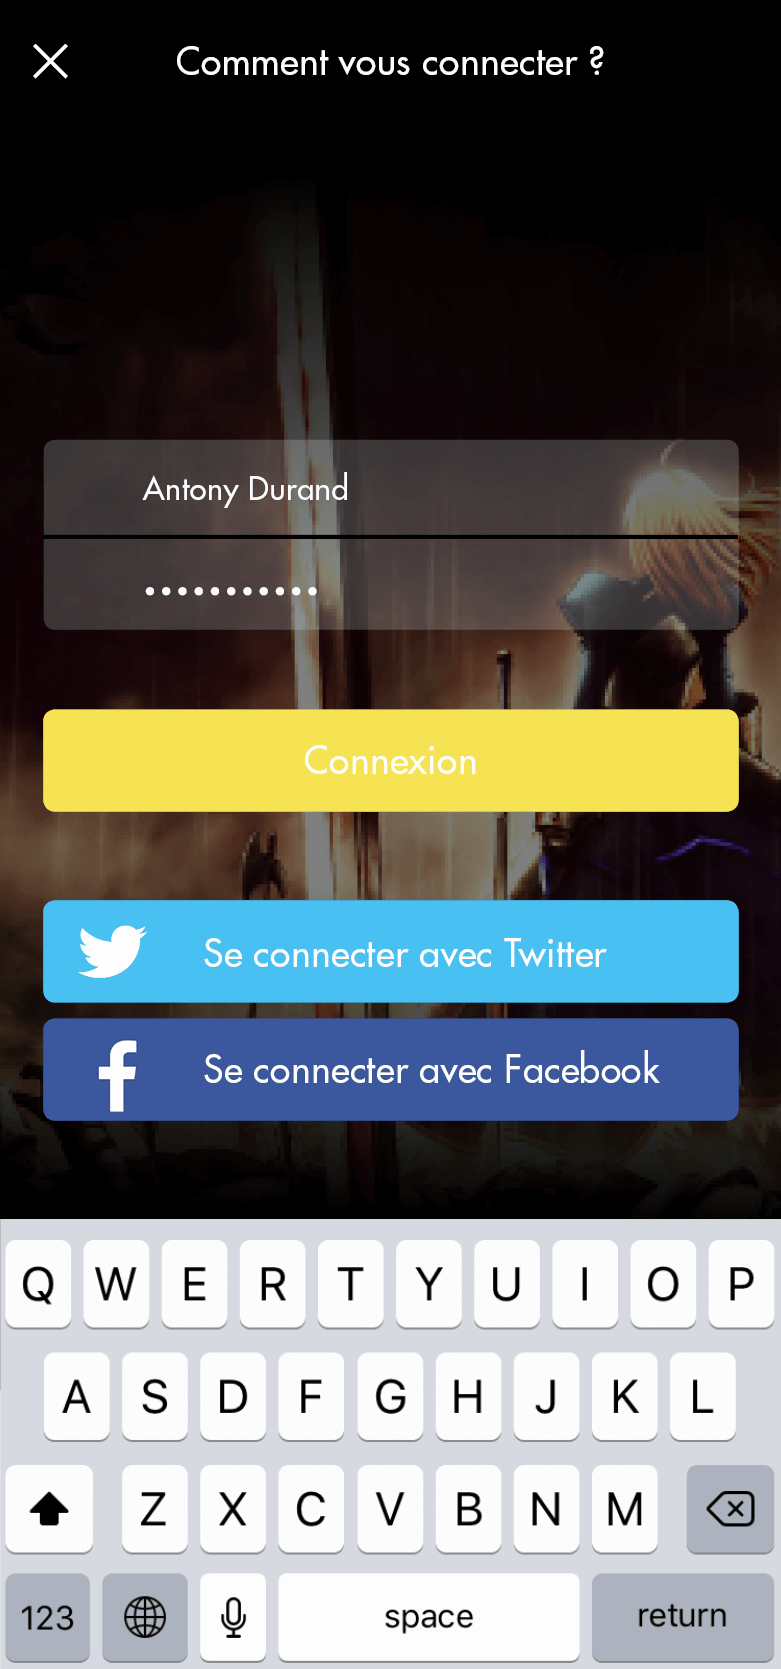 Comment vous connecter ?
Antony Durand
•••••••••••
Connexion
Se connecter avec Twitter
Se connecter avec Facebook
Q W E R T Y U I O P
A S D F G H J K L
Z X C V B N M
123 space return